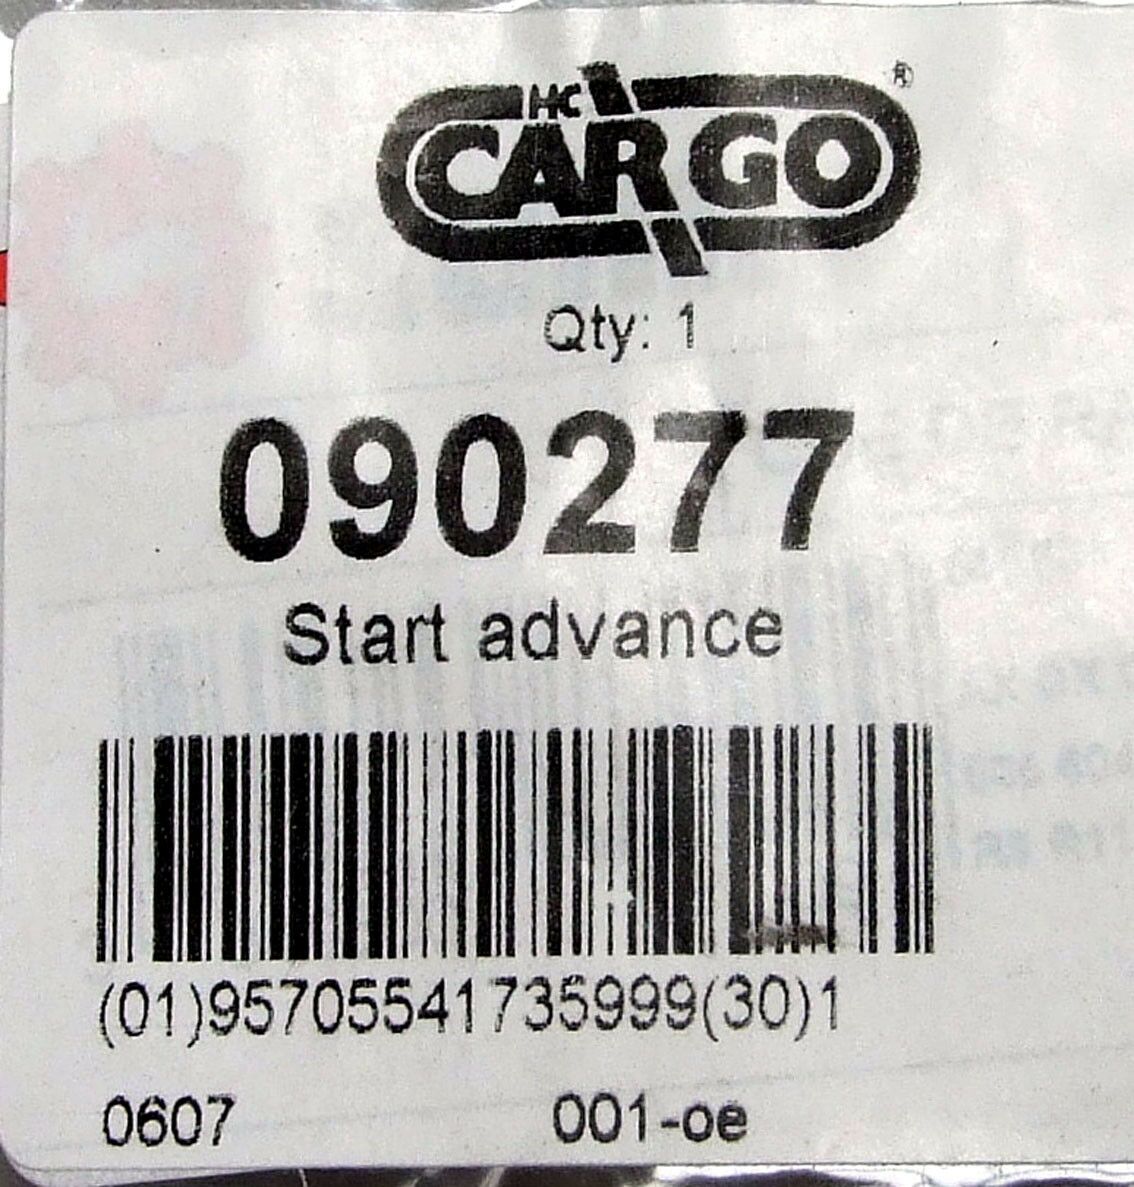 HC
CARGO®
Qty: 1
090277
Start advance
(01)95705541735999(30)1
0607 001-oe